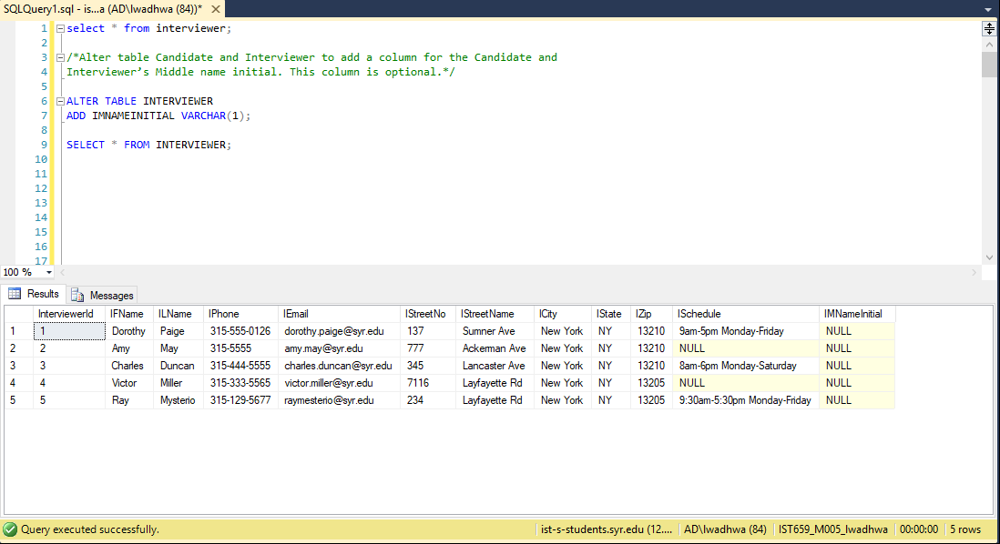 SQLQuery1.sql - is...a (AD\lwadhwa (84))*
1 select * from interviewer;
2
3 /*Alter table Candidate and Interviewer to add a column for the Candidate and
4 Interviewer’s Middle name initial. This column is optional.*/
5
6 ALTER TABLE INTERVIEWER
7 ADD IMNAMEINITIAL VARCHAR(1);
8
9 SELECT * FROM INTERVIEWER;
10
11
12
13
14
15
16
17
100 %
Results Messages
InterviewerId IFName ILName IPhone IEmail IStreetNo IStreetName ICity IState IZip ISchedule IMNameInitial
1 1 Dorothy Paige 315-555-0126 dorothy.paige@syr.edu 137 Sumner Ave New York NY 13210 9am-5pm Monday-Friday NULL
2 2 Amy May 315-5555 amy.may@syr.edu 777 Ackeman Ave New York NY 13210 NULL NULL
3 3 Charles Duncan 315-444-5555 charles.duncan@syr.edu 345 Lancaster Ave New York NY 13210 8am-6pm Monday-Saturday NULL
4 4 Victor Miller 315-333-5565 victor.miller@syr.edu 7116 Layfayette Rd New York NY 13205 NULL NULL
5 5 Ray Mysterio 315-129-5677 raymesterio@syr.edu 234 Layfayette Rd New York NY 13205 9:30am-5:30pm Monday-Friday NULL
Query executed successfully. ist-s-students.syr.edu (12.... AD\lwadhwa (84) IST659_M005_lwadhwa 00:00:00 5 rows